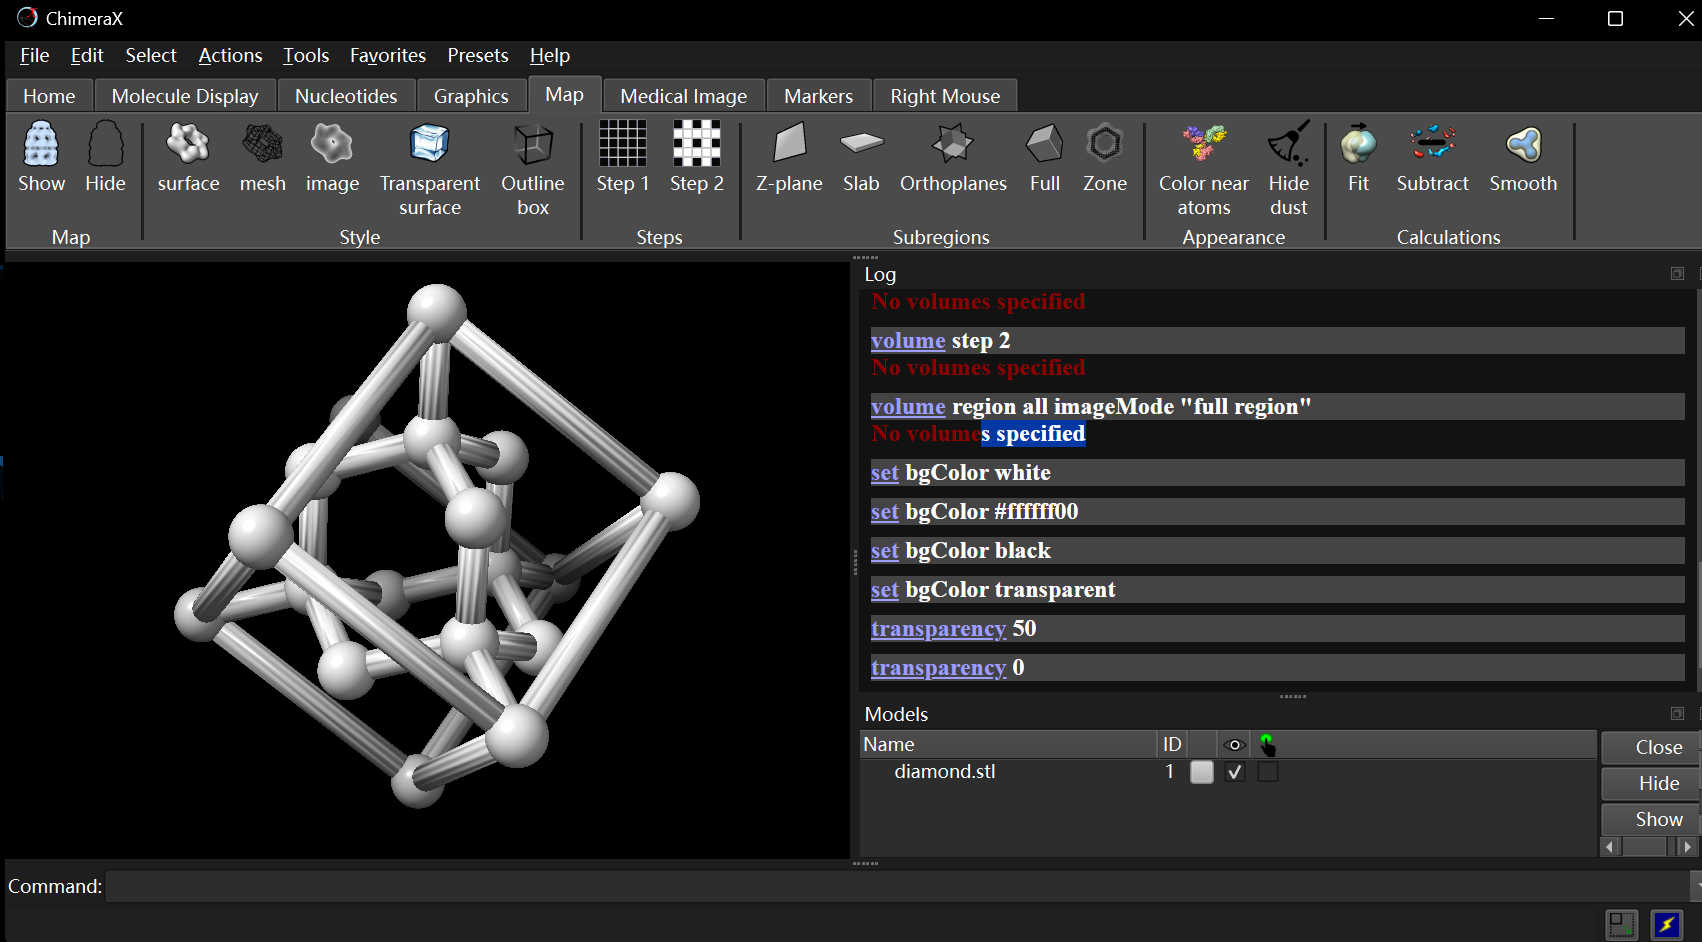 ChimeraX
File Edit Select Actions Tools Favorites Presets Help
Home Molecule Display Nucleotides Graphics Map Medical Image Markers Right Mouse
Show Hide surface mesh image Transparent surface Outline box Step 1 Step 2 Z-plane Slab Orthoplanes Full Zone Color near atoms Hide dust Fit Subtract Smooth
Map Style Steps Subregions Appearance Calculations
Log
No volumes specified
volume step 2
No volumes specified
volume region all imageMode "full region"
No volumes specified
set bgColor white
set bgColor #ffffff00
set bgColor black
set bgColor transparent
transparency 50
transparency 0
Models
Name ID
diamond.stl 1
Close
Hide
Show
Command: